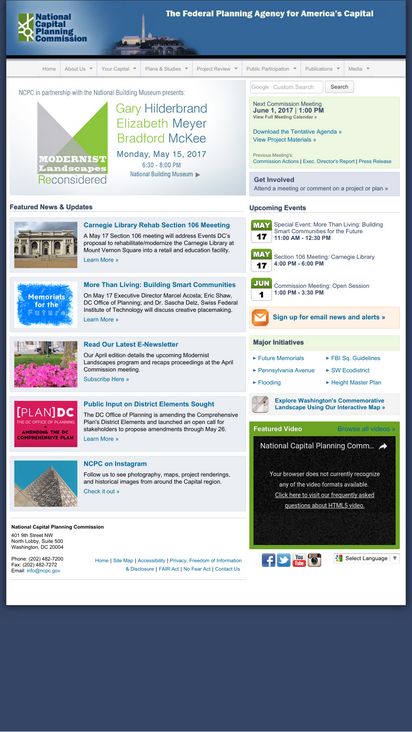 National
Capital
Planning
Commission
The Federal Planning Agency for America's Capital
Home
About Us
Your Capital
Plans & Studies
Project Review
Public Participation
Publications
Media
NCPC in partnership with the National Building Museum presents:
Gary Hilderbrand
Elizabeth Meyer
Bradford McKee
MODERNIST
Landscapes
Reconsidered
Monday, May 15, 2017
6:30 - 8:00 PM
National Building Museum
Google Custom Search
Search
Next Commission Meeting
June 1, 2017 | 1:00 PM
View Full Meeting Calendar »
Download the Tentative Agenda »
View Project Materials »
Previous Meeting's:
Commission Actions | Exec. Director's Report | Press Release
Get Involved
Attend a meeting or comment on a project or plan »
Featured News & Updates
Carnegie Library Rehab Section 106 Meeeting
A May 17 Section 106 meeting will address Events DC's
proposal to rehabilitate/modernize the Carnegie Library at
Mount Vernon Square into a retail and education facility.
Learn More »
Memorials
for the
Future
More Than Living: Building Smart Communities
On May 17 Executive Director Marcel Acosta; Eric Shaw,
DC Office of Planning; and Dr. Sascha Delz, Swiss Federal
Institute of Technology will discuss creative placemaking.
Learn More »
Read Our Latest E-Newsletter
Our April edition details the upcoming Modernist
Landscapes program and recaps proceedings at the April
Commission meeting.
Subscribe Here »
[PLAN]DC
THE DC OFFICE OF PLANNING IS
AMENDING THE
COMPREHENSIVE PLAN
Public Input on District Elements Sought
The DC Office of Planning is amending the Comprehensive
Plan's District Elements and launched an open call for
stakeholders to propose amendments through May 26.
Learn More »
NCPC on Instagram
Follow us to see photography, maps, project renderings,
and historical images from around the Capital region.
Check it out »
Upcoming Events
MAY
17
Special Event: More Than Living: Building
Smart Communities for the Future
11:00 AM - 12:30 PM
MAY
17
Section 106 Meeting: Carnegie Library
4:00 PM - 6:00 PM
JUN
1
Commission Meeting: Open Session
1:00 PM - 3:30 PM
Sign up for email news and alerts »
Major Initiatives
Future Memorials
FBI Sq. Guidelines
Pennsylvania Avenue
SW Ecodistrict
Flooding
Height Master Plan
Explore Washington's Commemorative
Landscape Using Our Interactive Map »
Featured Video
Browse all videos »
National Capital Planning Comm...
Your browser does not currently recognize
any of the video formats available.
Click here to visit our frequently asked
questions about HTML5 video.
National Capital Planning Commission
401 9th Street NW
North Lobby, Suite 500
Washington, DC 20004
Phone: (202) 482-7200
Fax: (202) 482-7272
Email: info@ncpc.gov
Home | Site Map | Accessibility | Privacy, Freedom of Information
& Disclosure | FAIR Act | No Fear Act | Contact Us
You
Tube
Select Language